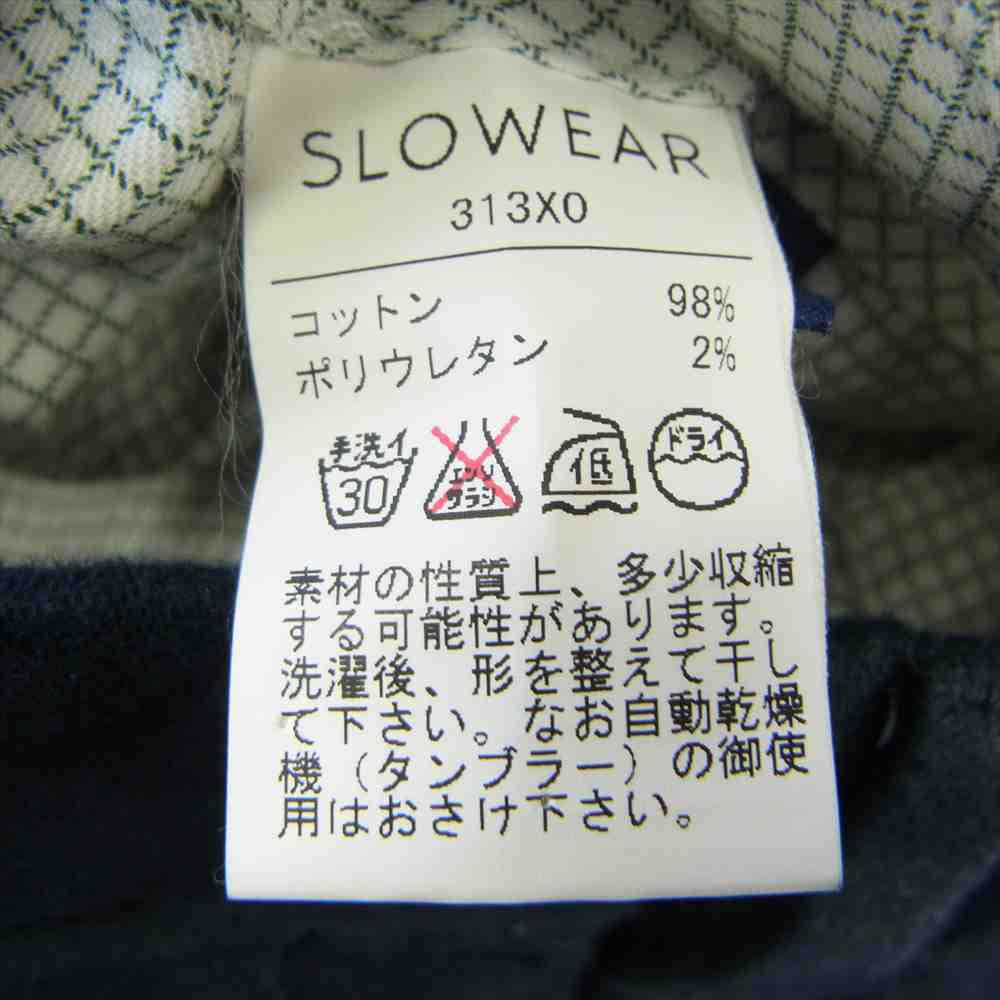 SLOWEAR
313X0
コットン 98%
ポリウレタン 2%
手洗イ
30
エンソ
サラシ
低
ドライ
素材の性質上、多少収縮
する可能性があります。
洗濯後、形を整えて干し
て下さい。なお自動乾燥
機（タンブラー）の御使
用はおさけ下さい。